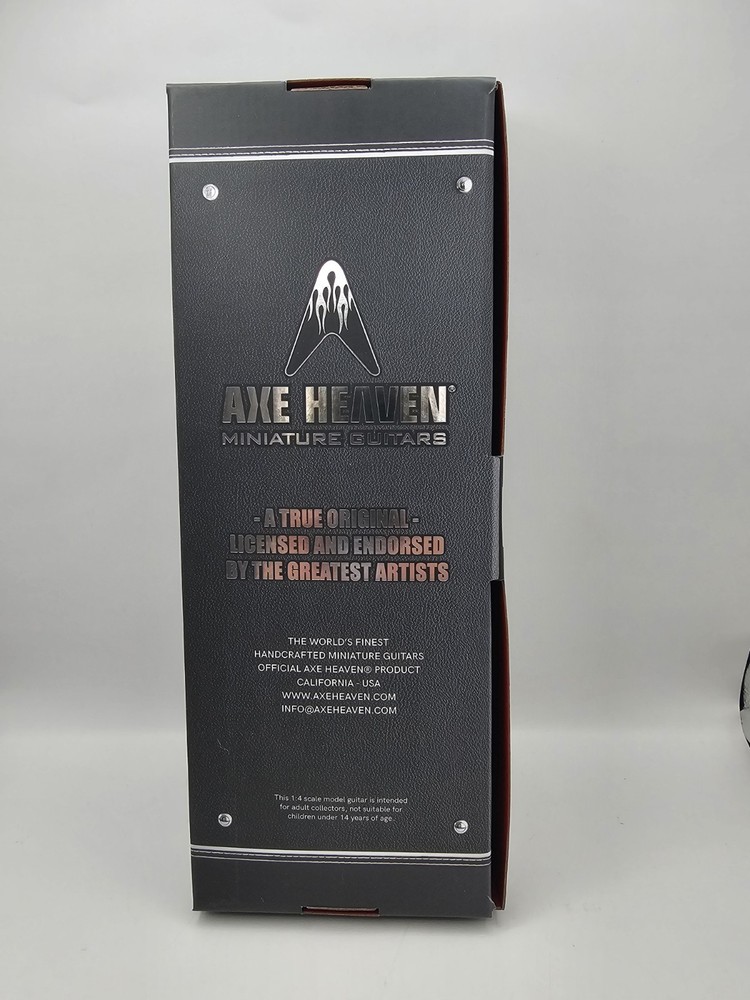 AXE HEAVEN®
MINIATURE GUITARS
- A TRUE ORIGINAL -
LICENSED AND ENDORSED
BY THE GREATEST ARTISTS
THE WORLD'S FINEST
HANDCRAFTED MINIATURE GUITARS
OFFICIAL AXE HEAVEN® PRODUCT
CALIFORNIA - USA
WWW.AXEHEAVEN.COM
INFO@AXEHEAVEN.COM
This 1:4 scale model guitar is intended
for adult collectors, not suitable for
children under 14 years of age.